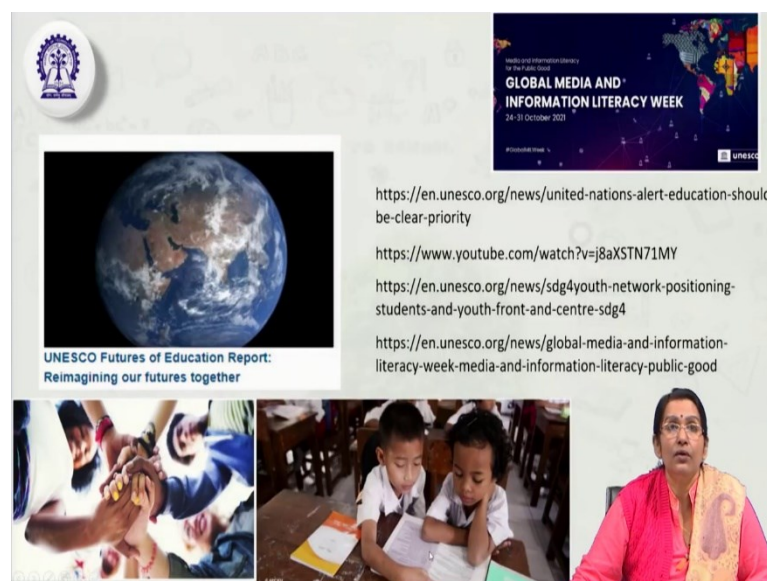 Media and Information Literacy
for the Public Good
GLOBAL MEDIA AND
INFORMATION LITERACY WEEK
24-31 October 2021
#GlobalMILWeek
unesco
https://en.unesco.org/news/united-nations-alert-education-should
be-clear-priority
https://www.youtube.com/watch?v=j8aXSTN71MY
https://en.unesco.org/news/sdg4youth-network-positioning-
students-and-youth-front-and-centre-sdg4
https://en.unesco.org/news/global-media-and-information-
literacy-week-media-and-information-literacy-public-good
UNESCO Futures of Education Report:
Reimagining our futures together